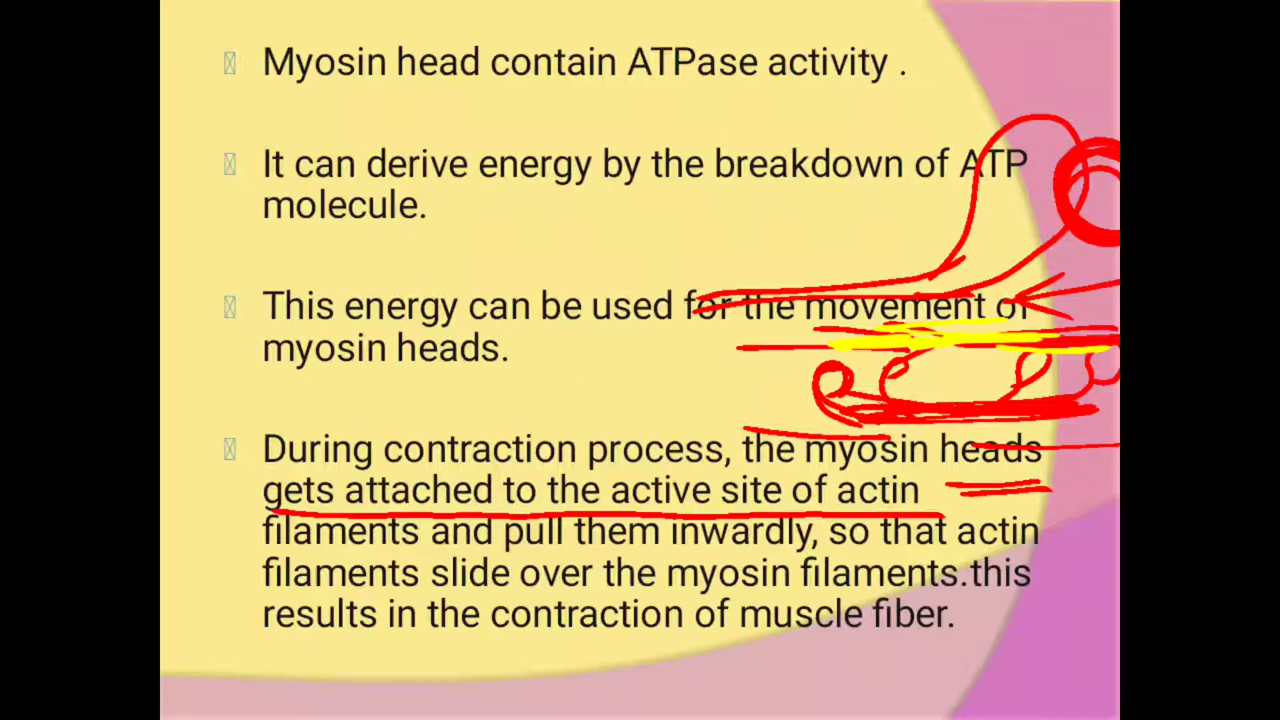 Myosin head contain ATPase activity .
It can derive energy by the breakdown of ATP
molecule.
This energy can be used for the movement of
myosin heads.
During contraction process, the myosin heads
gets attached to the active site of actin
filaments and pull them inwardly, so that actin
filaments slide over the myosin filaments.this
results in the contraction of muscle fiber.